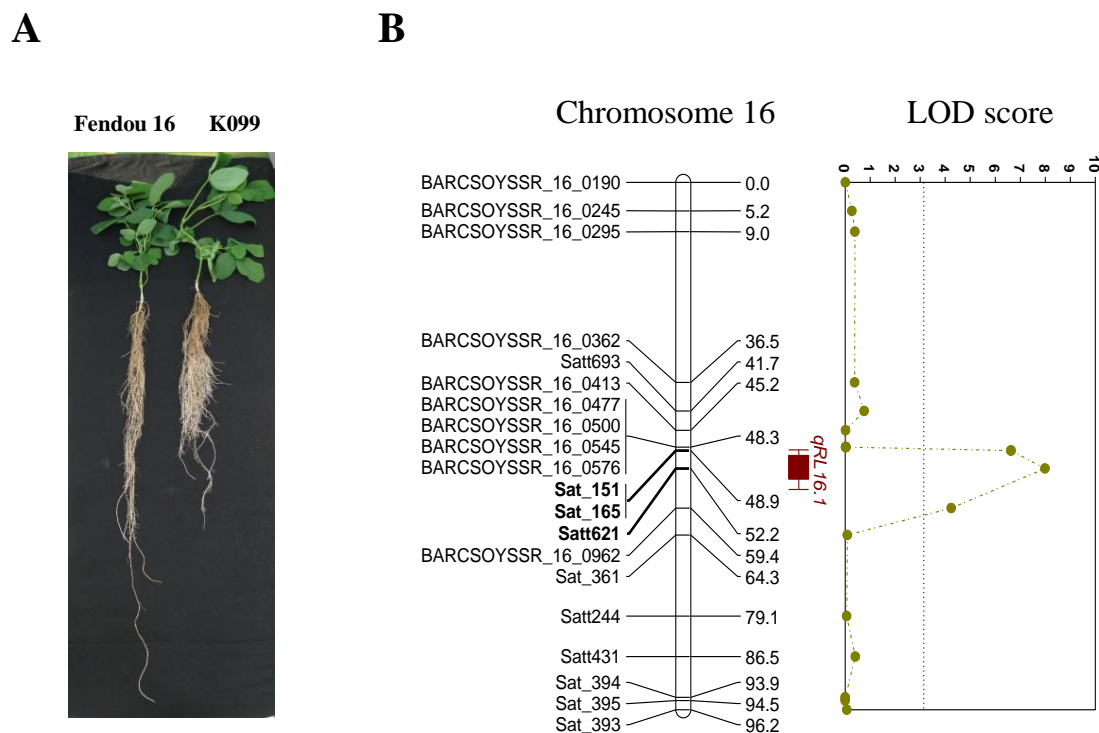 A
B
Fendou 16 K099
Chromosome 16
LOD score
0 1 2 3 4 5 6 7 8 9 10
BARCSOYSSR_16_0190 0.0
BARCSOYSSR_16_0245 5.2
BARCSOYSSR_16_0295 9.0
BARCSOYSSR_16_0362 36.5
Satt693 41.7
BARCSOYSSR_16_0413 45.2
BARCSOYSSR_16_0477
BARCSOYSSR_16_0500
BARCSOYSSR_16_0545
48.3
BARCSOYSSR_16_0576
qRL16.1
Sat_151
48.9
Sat_165
Satt621 52.2
BARCSOYSSR_16_0962 59.4
Sat_361 64.3
Satt244 79.1
Satt431 86.5
Sat_394 93.9
Sat_395 94.5
Sat_393 96.2